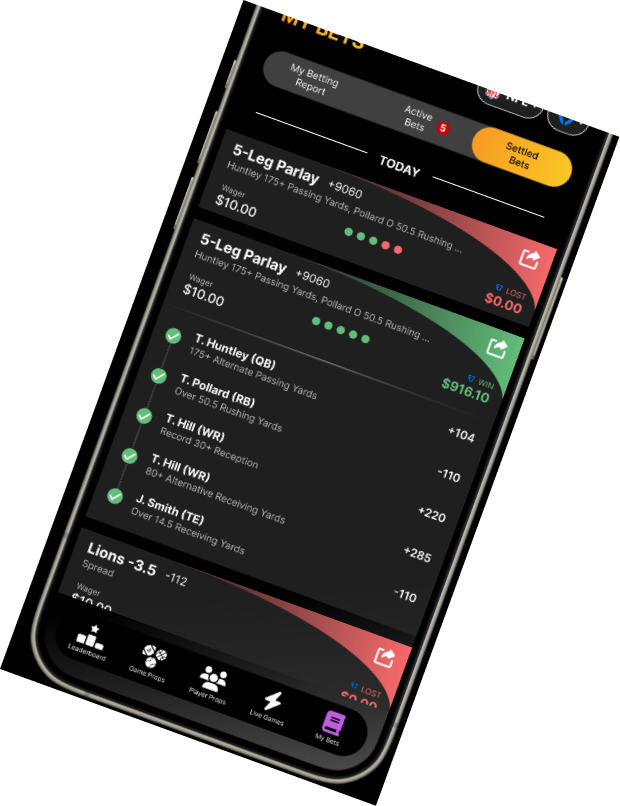 MY BETS
NFL
My Betting
Report
Active
Bets
5
Settled
Bets
TODAY
5-Leg Parlay +9060
Huntley 175+ Passing Yards, Pollard O 50.5 Rushing ...
Wager
$10.00
LOST
$0.00
5-Leg Parlay +9060
Huntley 175+ Passing Yards, Pollard O 50.5 Rushing ...
Wager
$10.00
WIN
$916.10
T. Huntley (QB)
175+ Alternate Passing Yards
+104
T. Pollard (RB)
Over 50.5 Rushing Yards
-110
T. Hill (WR)
Record 30+ Reception
+220
T. Hill (WR)
80+ Alternative Receiving Yards
+285
J. Smith (TE)
Over 14.5 Receiving Yards
-110
Lions -3.5 -112
Spread
Wager
$10.00
LOST
$0.00
Leaderboard
Game Props
Player Props
Live Games
My Bets